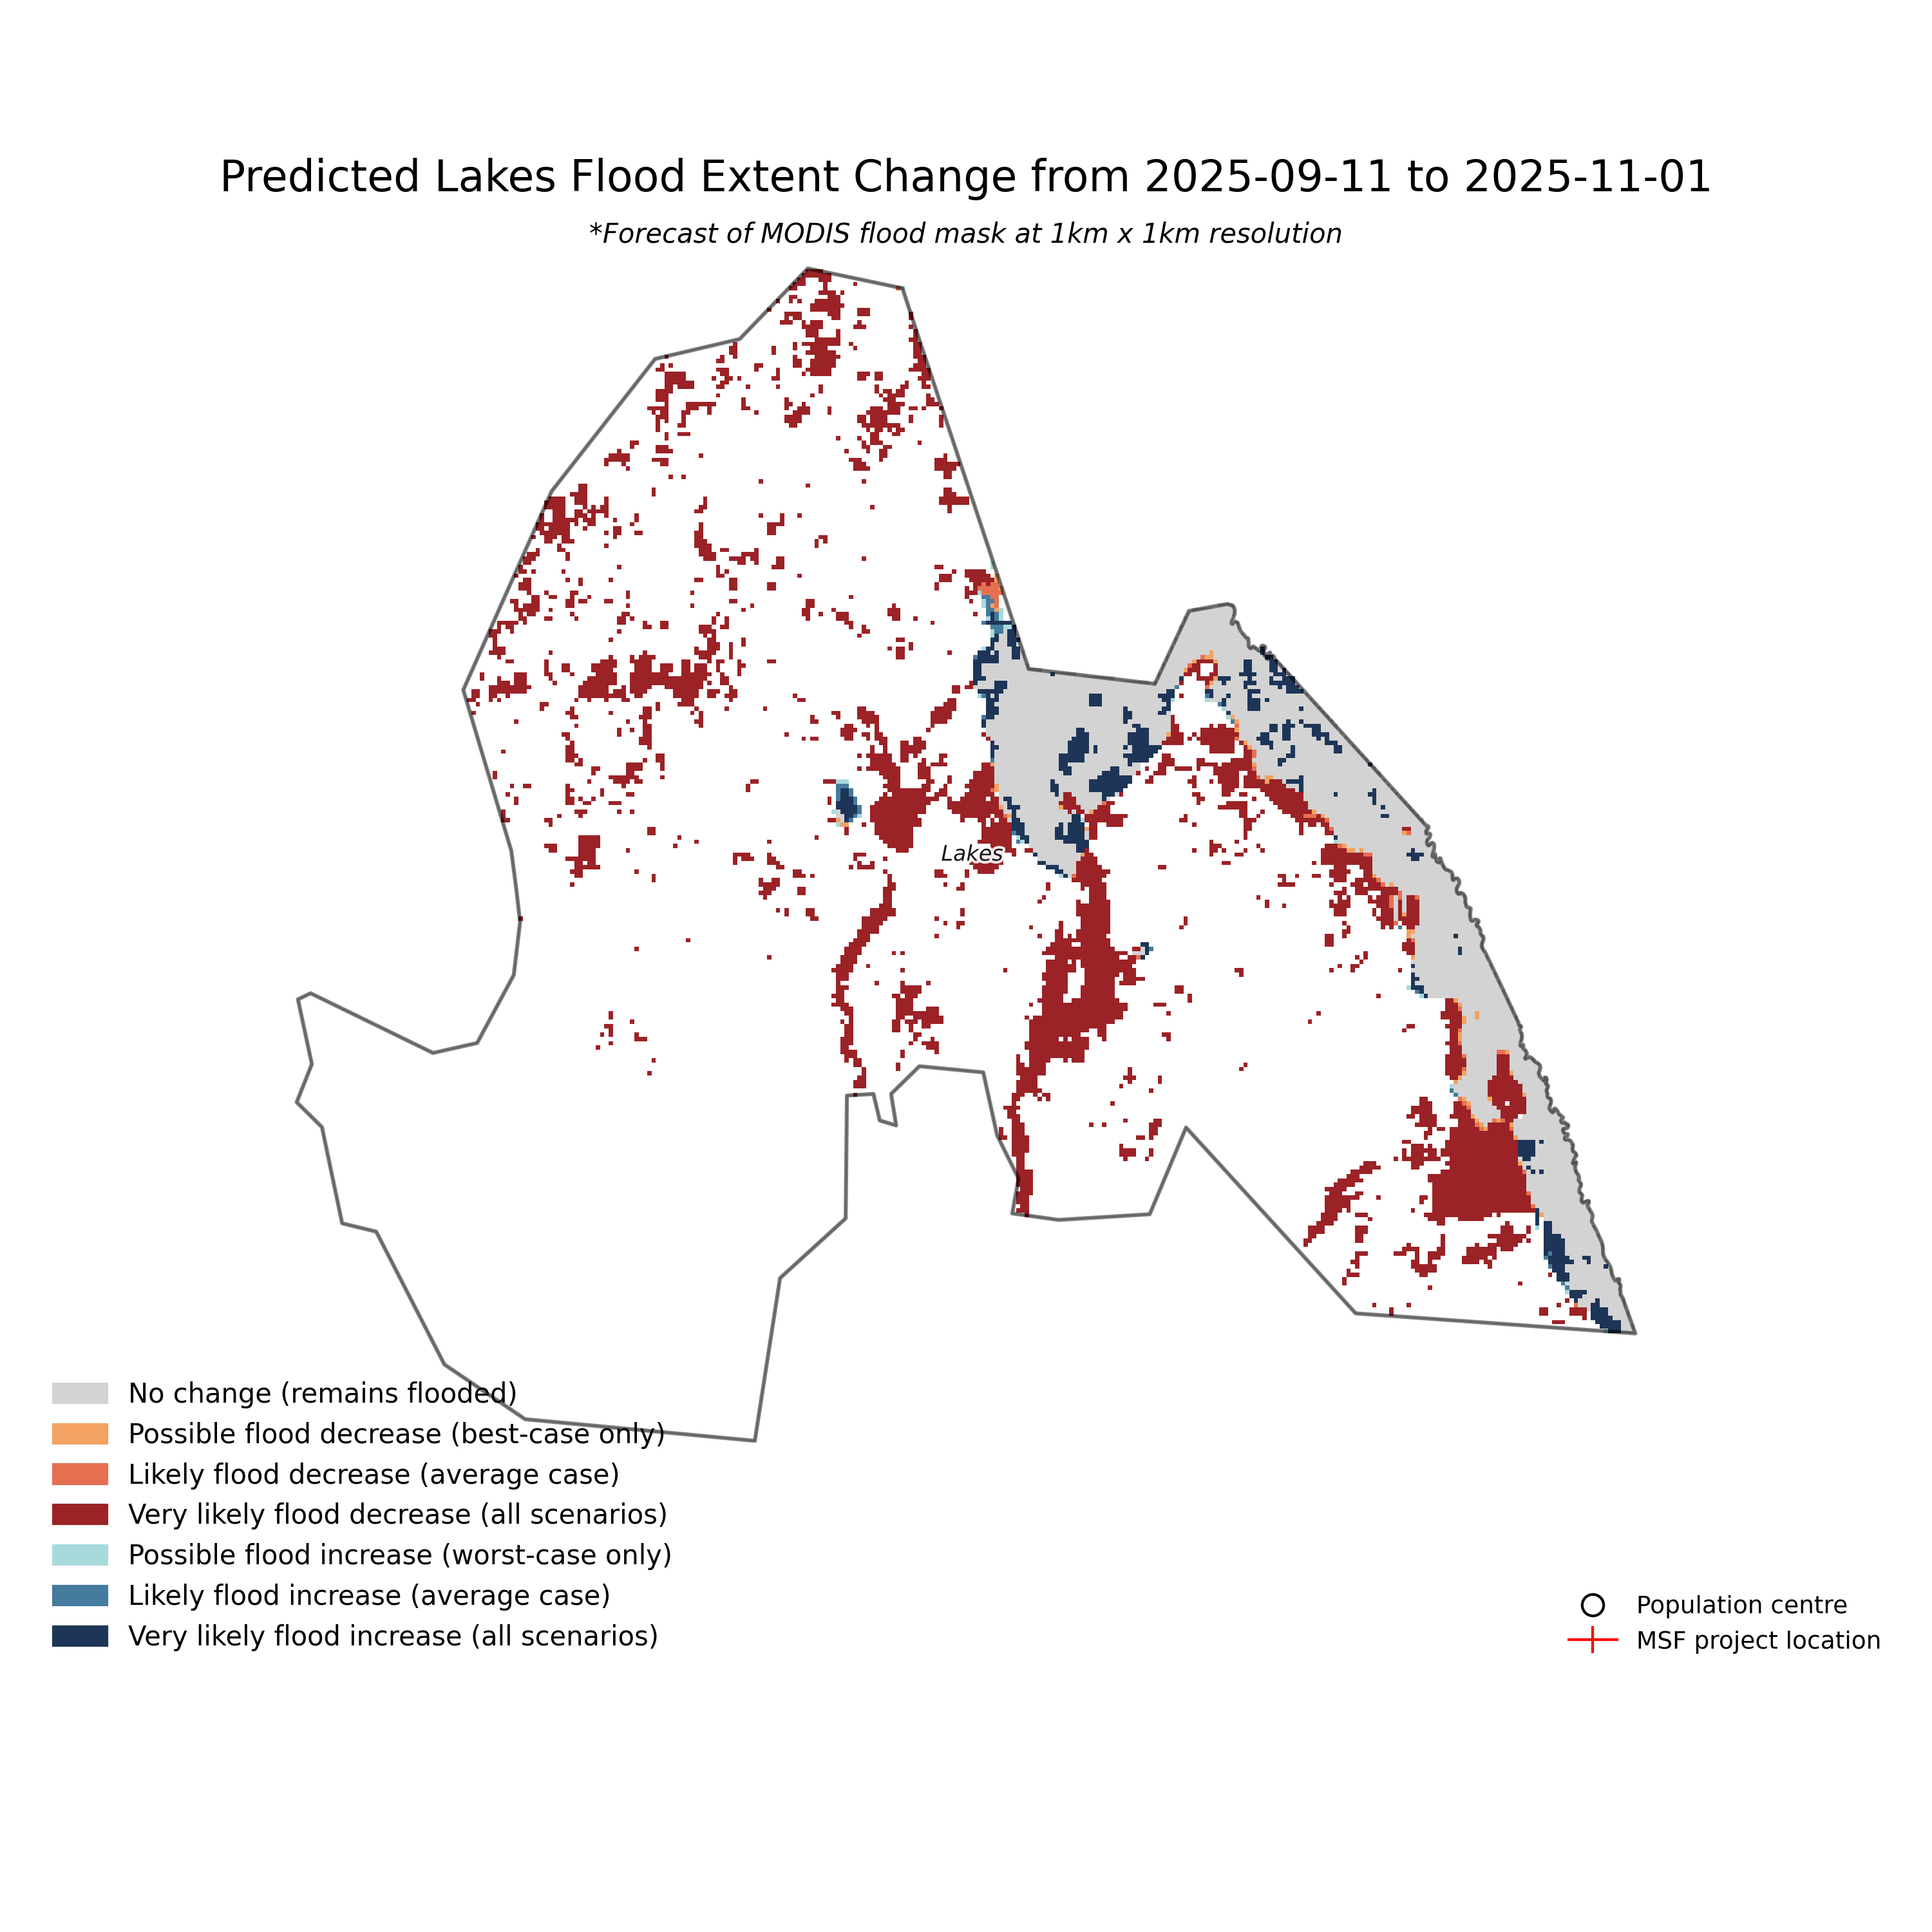 Predicted Lakes Flood Extent Change from 2025-09-11 to 2025-11-01
*Forecast of MODIS flood mask at 1km x 1km resolution
Lakes
No change (remains flooded)
Possible flood decrease (best-case only)
Likely flood decrease (average case)
Very likely flood decrease (all scenarios)
Possible flood increase (worst-case only)
Likely flood increase (average case)
Very likely flood increase (all scenarios)
Population centre
MSF project location